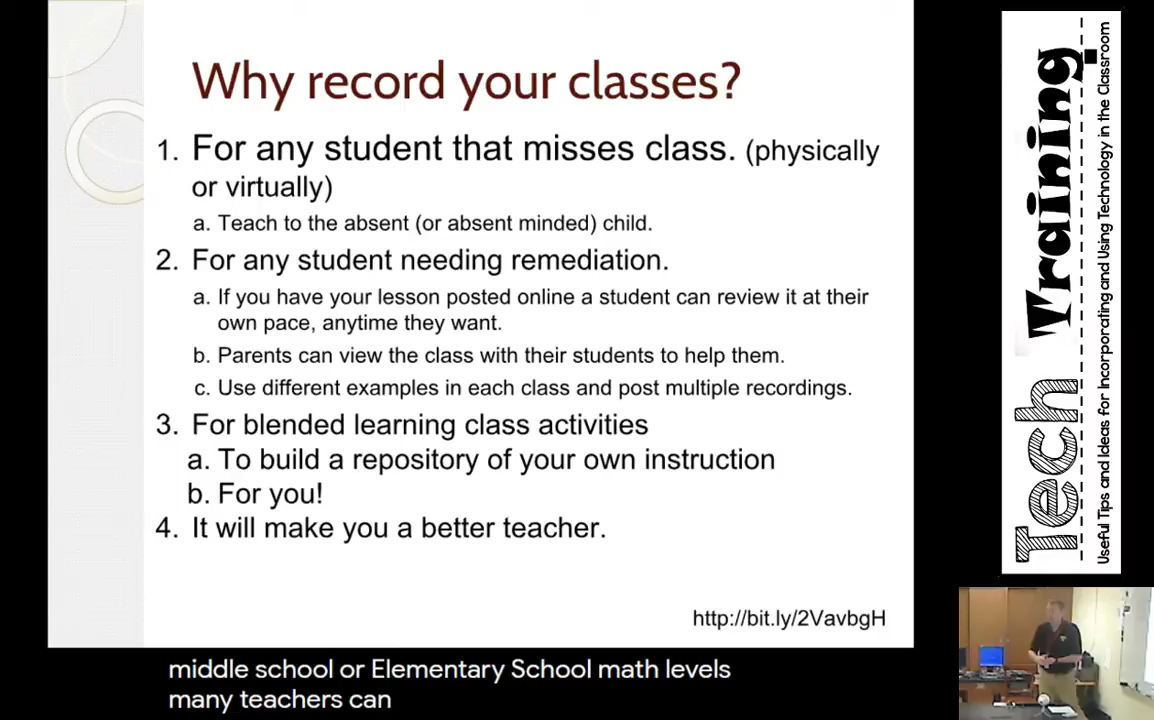 Why record your classes?
1. For any student that misses class. (physically
or virtually)
a. Teach to the absent (or absent minded) child.
2. For any student needing remediation.
a. If you have your lesson posted online a student can review it at their
own pace, anytime they want.
b. Parents can view the class with their students to help them.
c. Use different examples in each class and post multiple recordings.
3. For blended learning class activities
a. To build a repository of your own instruction
b. For you!
4. It will make you a better teacher.
http://bit.ly/2VavbgH
middle school or Elementary School math levels
many teachers can
Tech Training
Useful Tips and Ideas for Incorporating and Using Technology in the Classroom